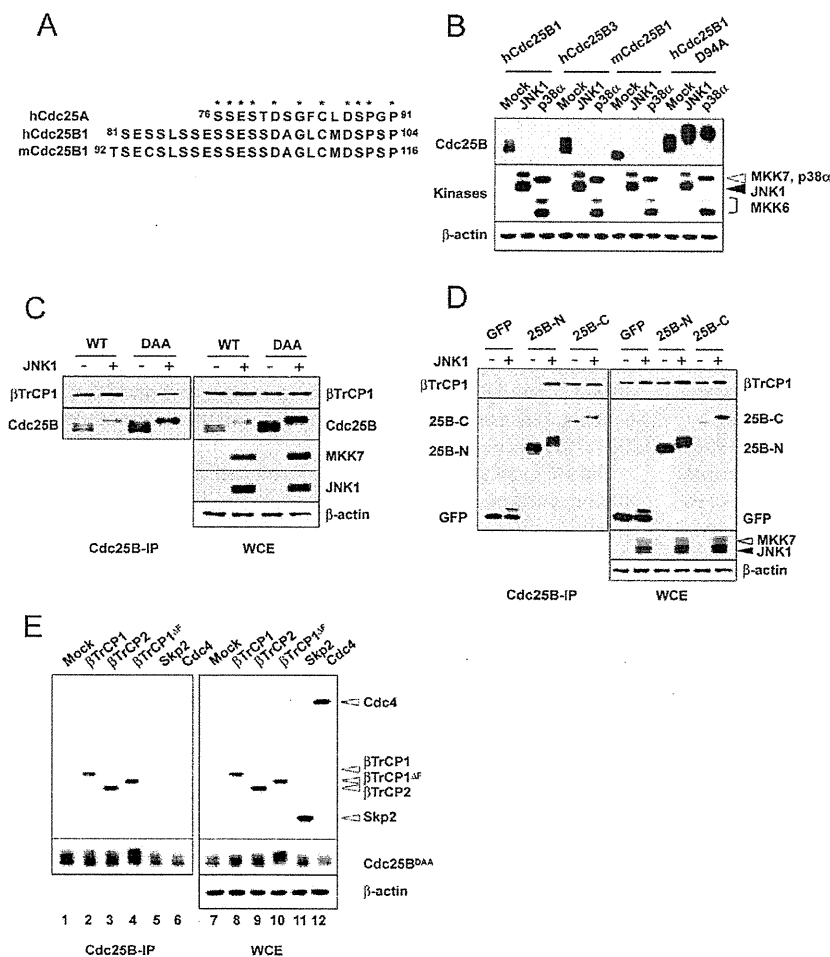 A
* * * * * * * * * * *
hCdc25A 76 S S E S T D S G F C L D S P G P 91
hCdc25B1 81 S E S S L S S E S S E S S D A G L C M D S P S P 104
mCdc25B1 92 T S E C S L S S E S S E S S D A G L C M D S P S P 116
B
hCdc25B1 hCdc25B3 mCdc25B1 hCdc25B1 D94A
Mock JNK1 p38α Mock JNK1 p38α Mock JNK1 p38α Mock JNK1 p38α
Cdc25B
Kinases
MKK7, p38α
JNK1
MKK6
β-actin
C
WT DAA WT DAA
JNK1 - + - + - + - +
βTrCP1 βTrCP1
Cdc25B Cdc25B
MKK7
JNK1
β-actin
Cdc25B-IP WCE
D
GFP 25B-N 25B-C GFP 25B-N 25B-C
JNK1 - + - + - + - + - + - +
βTrCP1 βTrCP1
25B-C 25B-C
25B-N 25B-N
GFP GFP
MKK7
JNK1
β-actin
Cdc25B-IP WCE
E
Mock βTrCP1 βTrCP2 βTrCP1ΔF Skp2 Cdc4 Mock βTrCP1 βTrCP2 βTrCP1ΔF Skp2 Cdc4
Cdc4
βTrCP1
βTrCP1ΔF
βTrCP2
Skp2
Cdc25BDAA
β-actin
1 2 3 4 5 6 7 8 9 10 11 12
Cdc25B-IP WCE